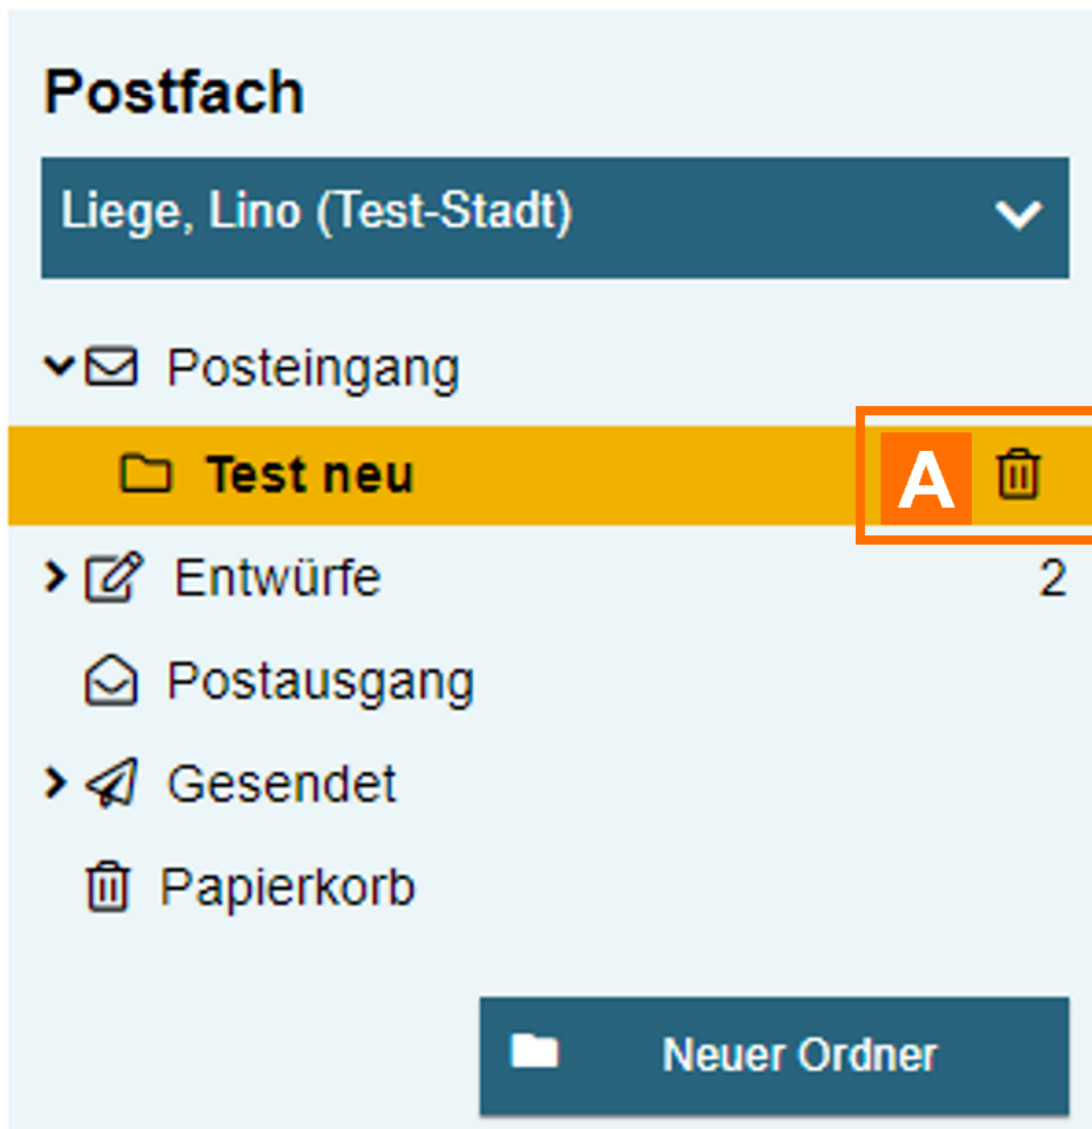 Postfach
Liege, Lino (Test-Stadt)
Posteingang
Test neu A
Entwürfe 2
Postausgang
Gesendet
Papierkorb
Neuer Ordner